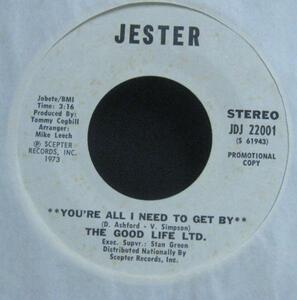 JESTER
Jobete/BMI
Time: 3:16
Produced By:
Tommy Cogbill
Arranger:
Mike Leech
Ⓟ SCEPTER
RECORDS, INC.
1973
STEREO
JDJ 22001
(S 61943)
PROMOTIONAL
COPY
**YOU'RE ALL I NEED TO GET BY**
(D. Ashford - V. Simpson)
THE GOOD LIFE LTD.
Exec. Supvr.: Stan Green
Distributed Nationally By
Scepter Records, Inc.